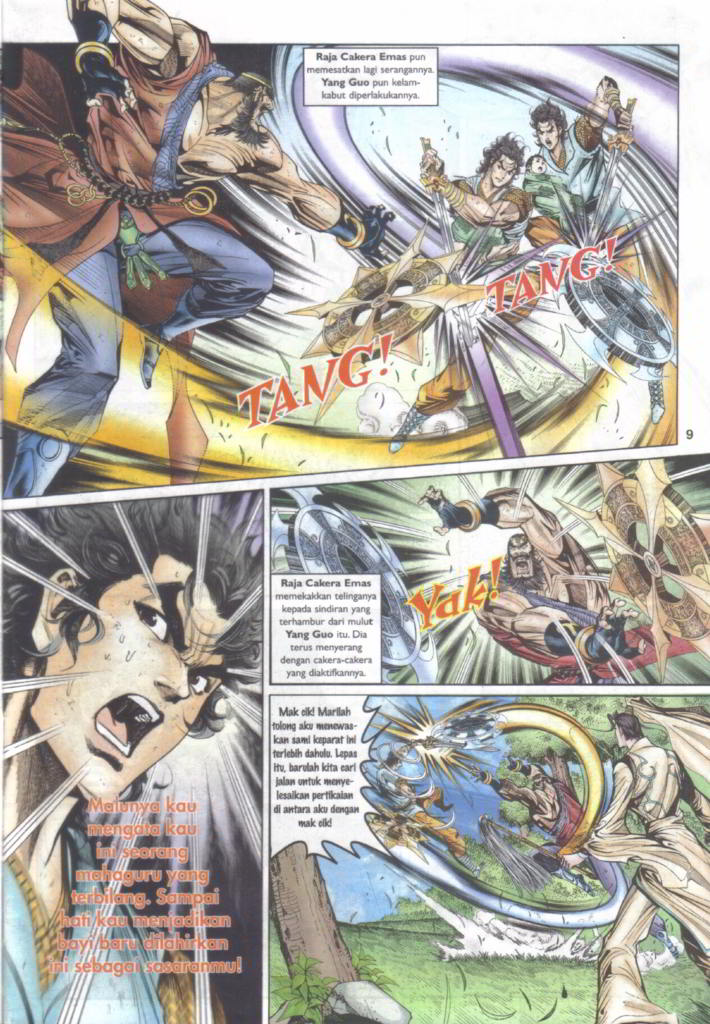 Raja Cakera Emas pun
memesatkan lagi serangannya.
Yang Guo pun kelam-
kabut diperlakukannya.
TANG!
TANG!
9
Malunya kau
mengata kau
ini seorang
mahaguru yang
terbilang. Sampai
hati kau menjadikan
bayi baru dilahirkan
ini sebagai sasaranmu!
Raja Cakera Emas
memekakkan telinganya
kepada sindiran yang
terhambur dari mulut
Yang Guo itu. Dia
terus menyerang
dengan cakera-cakera
yang diaktifkannya.
Yak!
Mak cik! Marilah
tolong aku menewas-
kan sami keparat ini
terlebih dahulu. Lepas
itu, barulah kita cari
jalan untuk menye-
lesaikan pertikaian
di antara aku dengan
mak cik!